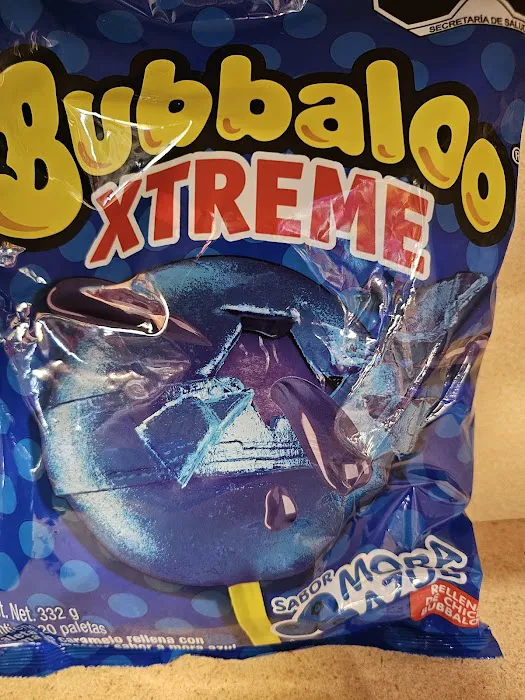 SECRETARÍA DE SALUD
Bubbaloo®
XTREME
SABOR
MORA
AZUL
RELLENA
DE CHICLE
BUBBALOO
t. Net. 332 g
20 paletas
caramelo rellena con
sabor a mora azul